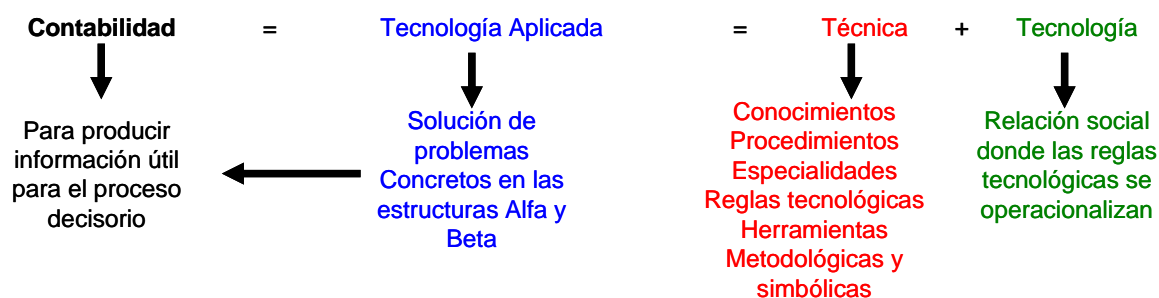 Contabilidad = Tecnología Aplicada = Técnica + Tecnología
Para producir
información útil
para el proceso
decisorio
Solución de
problemas
Concretos en las
estructuras Alfa y
Beta
Conocimientos
Procedimientos
Especialidades
Reglas tecnológicas
Herramientas
Metodológicas y
simbólicas
Relación social
donde las reglas
tecnológicas se
operacionalizan